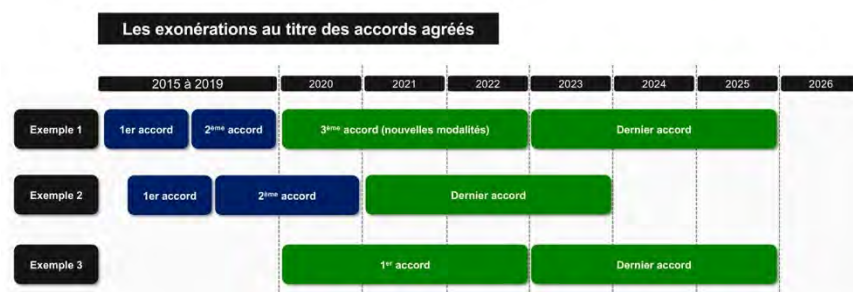 Les exonérations au titre des accords agréés
2015 à 2019 2020 2021 2022 2023 2024 2025 2026
Exemple 1 1er accord 2ème accord 3ème accord (nouvelles modalités) Dernier accord
Exemple 2 1er accord 2ème accord Dernier accord
Exemple 3 1er accord Dernier accord